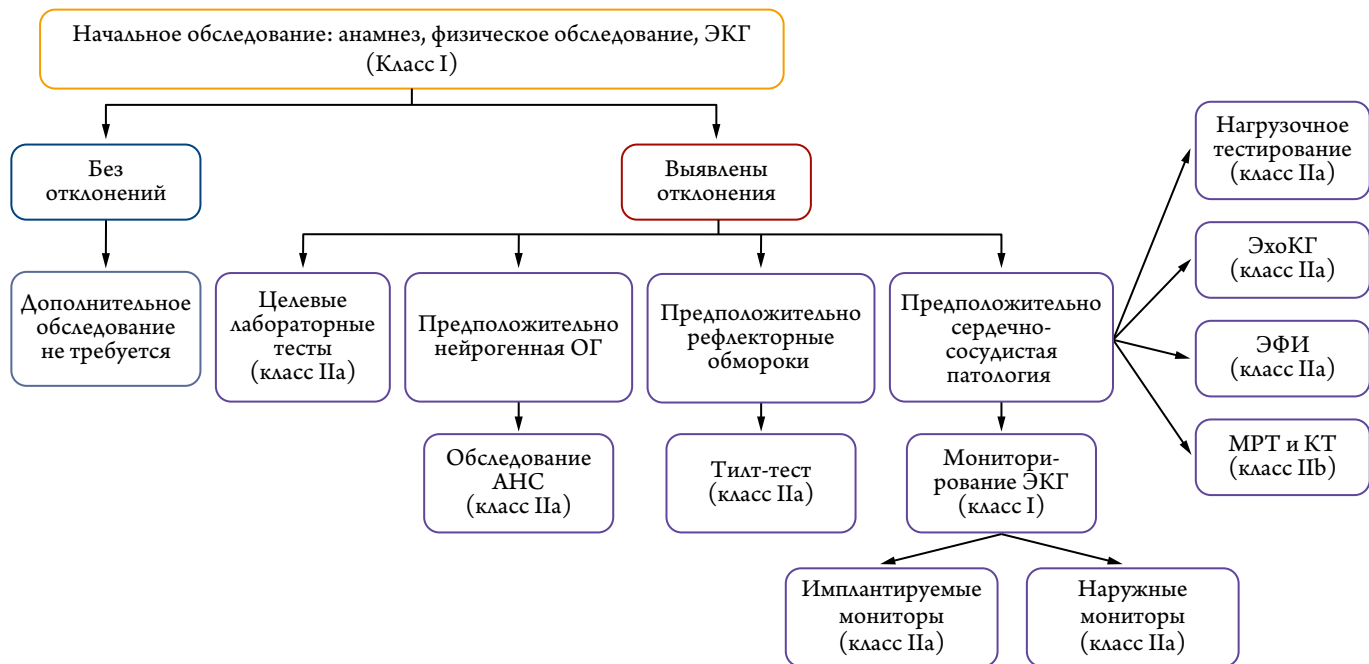 Начальное обследование: анамнез, физическое обследование, ЭКГ
(Класс I)
Без
отклонений
Выявлены
отклонения
Нагрузочное
тестирование
(класс IIa)
ЭхоКГ
(класс IIa)
ЭФИ
(класс IIa)
МРТ и КТ
(класс IIb)
Дополнительное
обследование
не требуется
Целевые
лабораторные
тесты
(класс IIa)
Предположительно
нейрогенная ОГ
Предположительно
рефлекторные
обмороки
Предположительно
сердечно-
сосудистая
патология
Обследование
АНС
(класс IIa)
Тилт-тест
(класс IIa)
Монитори-
рование ЭКГ
(класс I)
Имплантируемые
мониторы
(класс IIa)
Наружные
мониторы
(класс IIa)